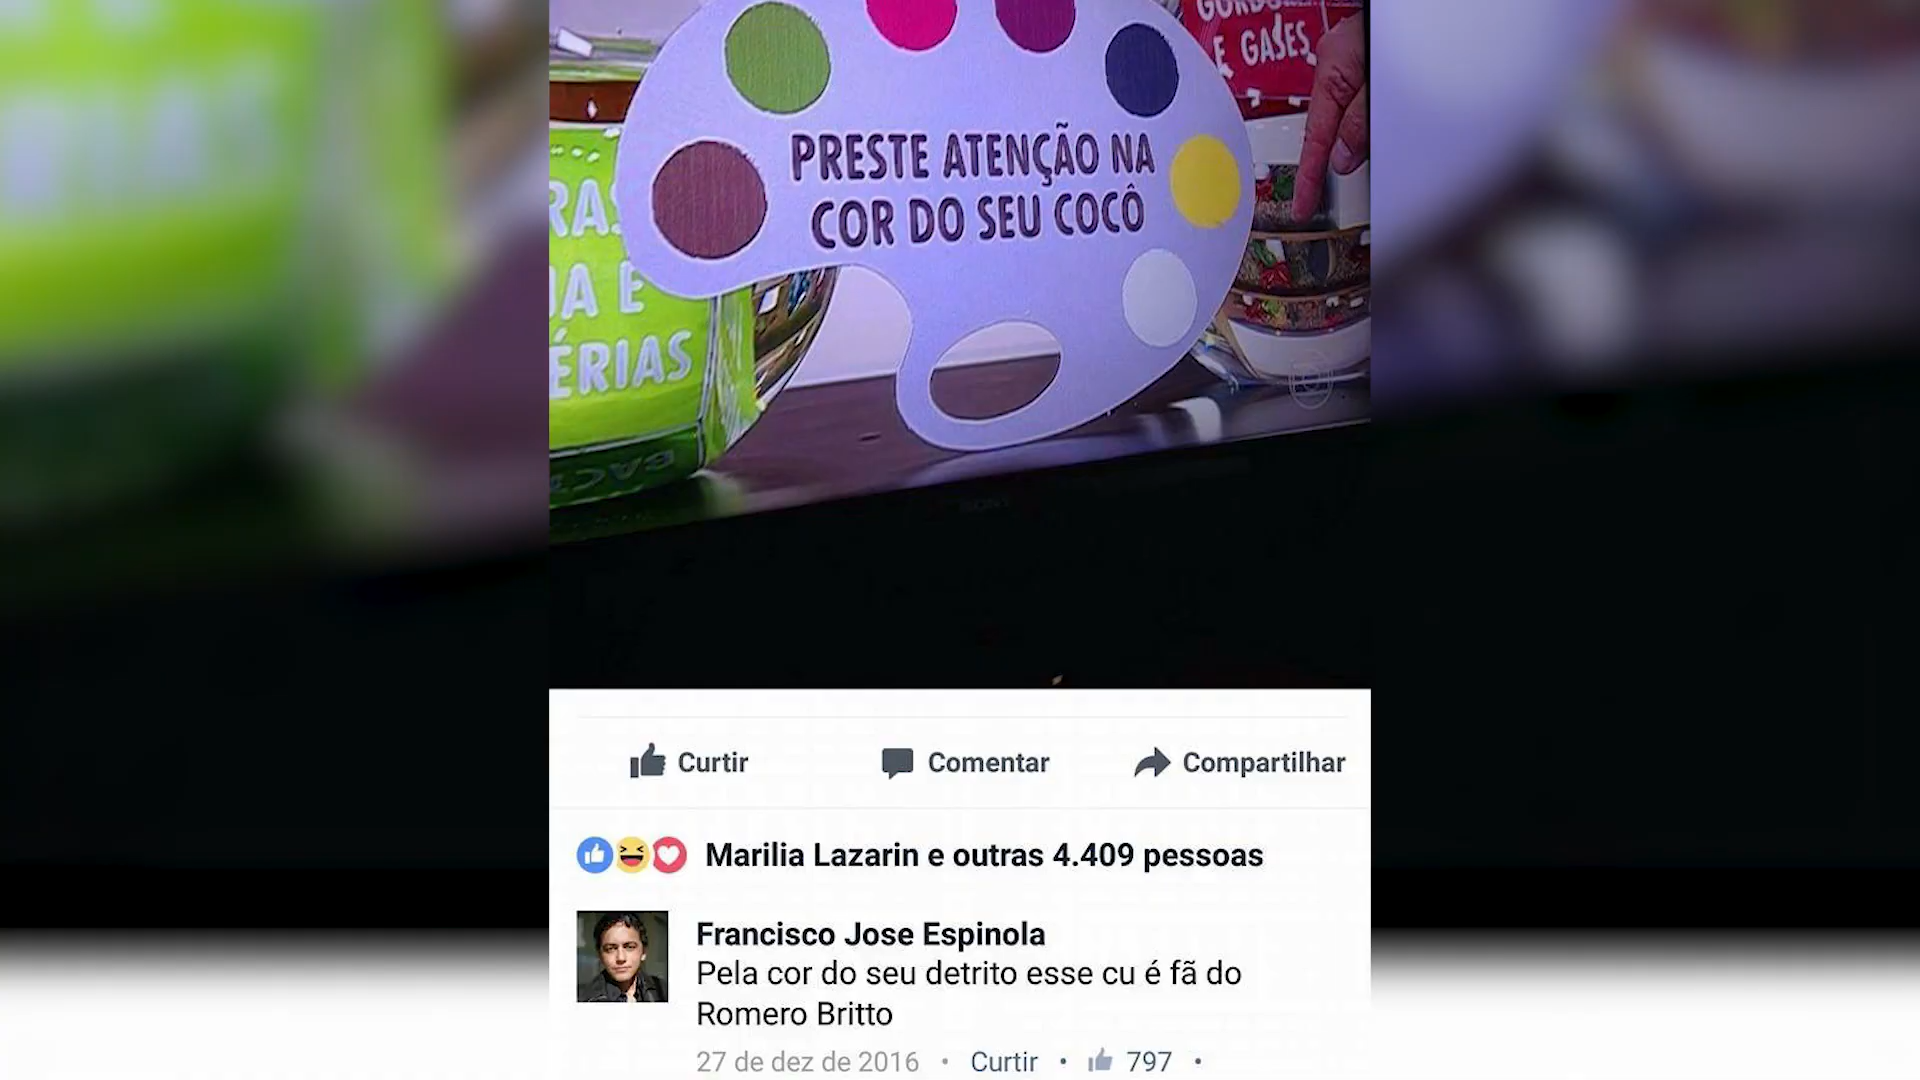 E GASES
PRESTE ATENÇÃO NA
COR DO SEU COCÔ
A E
ÉRIAS
Curtir
Comentar
Compartilhar
Marilia Lazarin e outras 4.409 pessoas
Francisco Jose Espinola
Pela cor do seu detrito esse cu é fã do
Romero Britto
27 de dez de 2016 • Curtir • 797 •